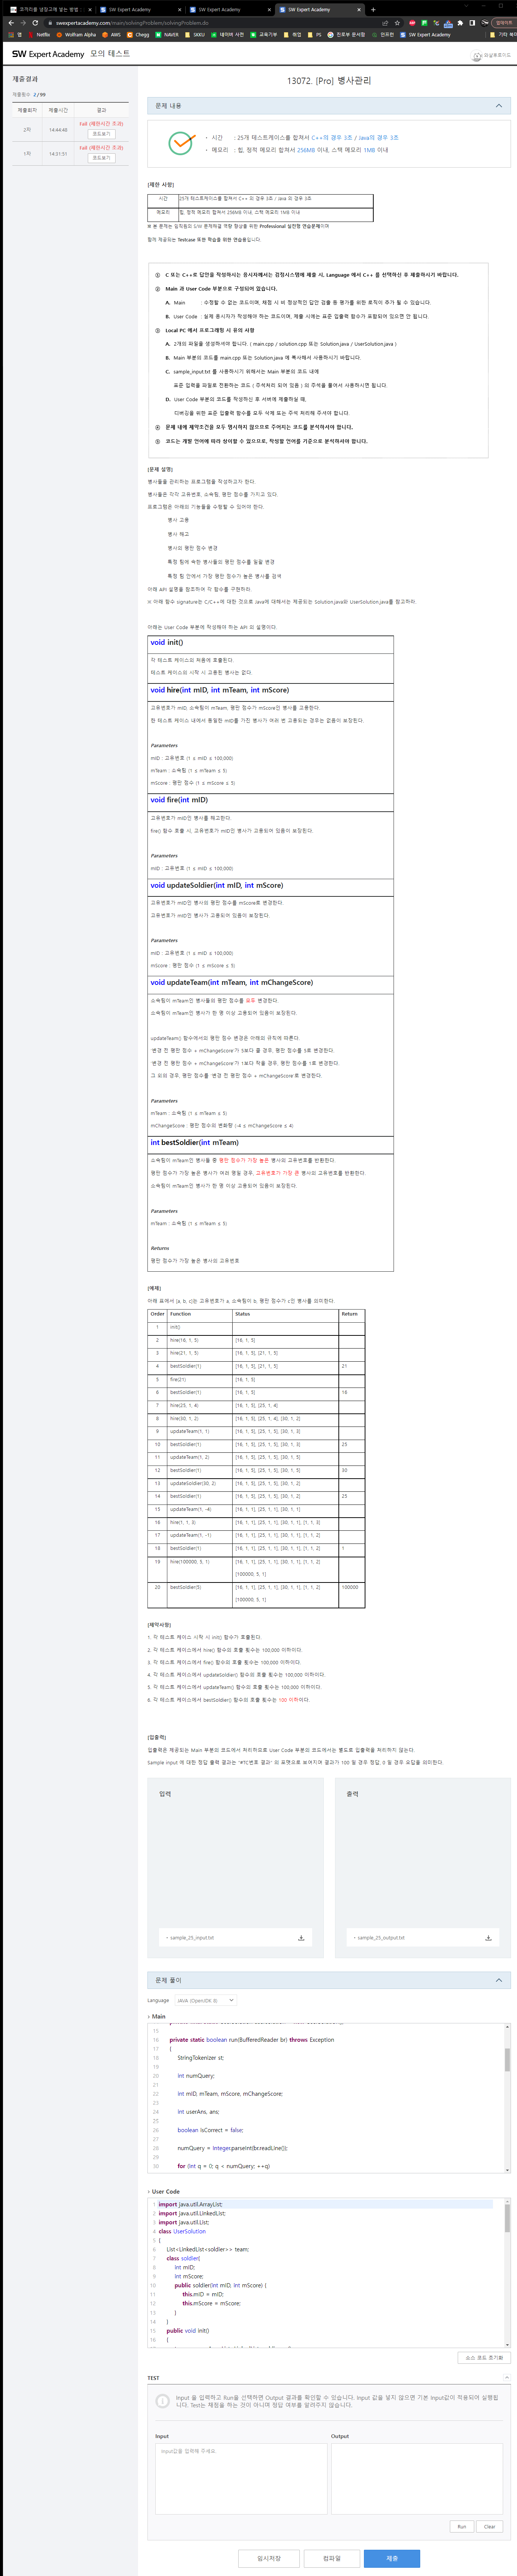 코끼리를 냉장고에 넣는 방법 : :
SW Expert Academy
SW Expert Academy
SW Expert Academy
swexpertacademy.com/main/solvingProblem/solvingProblem.do
업데이트
앱
Netflix
Wolfram Alpha
AWS
Chegg
NAVER
SKKU
네이버 사전
교육기부
취업
PS
진로부 문서함
인프런
SW Expert Academy
기타 북마
SW Expert Academy 모의 테스트
제출경과
제출횟수 2 / 99
제출회차 제출시간 결과
2차 14:44:48 Fail (제한시간 초과)
코드보기
1차 14:21:51 Fail (제한시간 초과)
코드보기
13072. [Pro] 병사관리
문제 내용
시간 : 25개 테스트케이스를 합쳐서 C++의 경우 3초 / Java의 경우 3초
메모리 : 힙, 정적 메모리 합쳐서 256MB 이내, 스택 메모리 1MB 이내
[제한 사항]
시간 25개 테스트케이스를 합쳐서 C++ 의 경우 3초 / Java 의 경우 3초
메모리 힙, 정적 메모리 합쳐서 256MB 이내, 스택 메모리 1MB 이내
※ 본 문제는 임직원의 S/W 문제해결 역량 향상을 위한 Professional 실전형 연습문제이며
함께 제공되는 Testcase 또한 학습을 위한 연습용입니다.
① C 또는 C++로 답안을 작성하시는 응시자께서는 검정시스템에 제출 시, Language 에서 C++ 를 선택하신 후 제출하시기 바랍니다.
② Main 과 User Code 부분으로 구성되어 있습니다.
A. Main : 수정할 수 없는 코드이며, 채점 시 비 정상적인 답안 검출 등 평가를 위한 로직이 추가 될 수 있습니다.
B. User Code : 실제 응시자가 작성해야 하는 코드이며, 제출 시에는 표준 입출력 함수가 포함되어 있으면 안 됩니다.
③ Local PC 에서 프로그래밍 시 유의 사항
A. 2개의 파일을 생성하셔야 합니다. ( main.cpp / solution.cpp 또는 Solution.java / UserSolution.java )
B. Main 부분의 코드를 main.cpp 또는 Solution.java 에 복사해서 사용하시기 바랍니다.
C. sample_input.txt 를 사용하시기 위해서는 Main 부분의 코드 내에
표준 입력을 파일로 전환하는 코드 ( 주석처리 되어 있음 ) 의 주석을 풀어서 사용하시면 됩니다.
D. User Code 부분의 코드를 작성하신 후 서버에 제출하실 때,
디버깅을 위한 표준 입출력 함수를 모두 삭제 또는 주석 처리해 주셔야 합니다.
④ 문제 내에 제약조건을 모두 명시하지 않으므로 주어지는 코드를 분석하셔야 합니다.
⑤ 코드는 개발 언어에 따라 상이할 수 있으므로, 작성할 언어를 기준으로 분석하셔야 합니다.
[문제 설명]
병사들을 관리하는 프로그램을 작성하고자 한다.
병사들은 각각 고유번호, 소속팀, 평판 점수를 가지고 있다.
프로그램은 아래의 기능들을 수행할 수 있어야 한다.
병사 고용
병사 해고
병사의 평판 점수 변경
특정 팀에 속한 병사들의 평판 점수를 일괄 변경
특정 팀 안에서 가장 평판 점수가 높은 병사를 검색
아래 API 설명을 참조하여 각 함수를 구현하라.
※ 아래 함수 signature는 C/C++에 대한 것으로 Java에 대해서는 제공되는 Solution.java와 UserSolution.java를 참고하라.
아래는 User Code 부분에 작성해야 하는 API 의 설명이다.
void init()
각 테스트 케이스의 처음에 호출된다.
테스트 케이스의 시작 시 고용된 병사는 없다.
void hire(int mID, int mTeam, int mScore)
고유번호가 mID, 소속팀이 mTeam, 평판 점수가 mScore인 병사를 고용한다.
한 테스트 케이스 내에서 동일한 mID를 가진 병사가 여러 번 고용되는 경우는 없음이 보장된다.
Parameters
mID : 고유번호 (1 ≤ mID ≤ 100,000)
mTeam : 소속팀 (1 ≤ mTeam ≤ 5)
mScore : 평판 점수 (1 ≤ mScore ≤ 5)
void fire(int mID)
고유번호가 mID인 병사를 해고한다.
fire() 함수 호출 시, 고유번호가 mID인 병사가 고용되어 있음이 보장된다.
Parameters
mID : 고유번호 (1 ≤ mID ≤ 100,000)
void updateSoldier(int mID, int mScore)
고유번호가 mID인 병사의 평판 점수를 mScore로 변경한다.
고유번호가 mID인 병사가 고용되어 있음이 보장된다.
Parameters
mID : 고유번호 (1 ≤ mID ≤ 100,000)
mScore : 평판 점수 (1 ≤ mScore ≤ 5)
void updateTeam(int mTeam, int mChangeScore)
소속팀이 mTeam인 병사들의 평판 점수를 모두 변경한다.
소속팀이 mTeam인 병사가 한 명 이상 고용되어 있음이 보장된다.
updateTeam() 함수에서의 평판 점수 변경은 아래의 규칙에 따른다.
'변경 전 평판 점수 + mChangeScore'가 5보다 클 경우, 평판 점수를 5로 변경한다.
'변경 전 평판 점수 + mChangeScore'가 1보다 작을 경우, 평판 점수를 1로 변경한다.
그 외의 경우, 평판 점수를 '변경 전 평판 점수 + mChangeScore'로 변경한다.
Parameters
mTeam : 소속팀 (1 ≤ mTeam ≤ 5)
mChangeScore : 평판 점수의 변화량 (-4 ≤ mChangeScore ≤ 4)
int bestSoldier(int mTeam)
소속팀이 mTeam인 병사들 중 평판 점수가 가장 높은 병사의 고유번호를 반환한다.
평판 점수가 가장 높은 병사가 여러 명일 경우, 고유번호가 가장 큰 병사의 고유번호를 반환한다.
소속팀이 mTeam인 병사가 한 명 이상 고용되어 있음이 보장된다.
Parameters
mTeam : 소속팀 (1 ≤ mTeam ≤ 5)
Returns
평판 점수가 가장 높은 병사의 고유번호
[예제]
아래 표에서 [a, b, c]는 고유번호가 a, 소속팀이 b, 평판 점수가 c인 병사를 의미한다.
Order Function Status Return
1 init()
2 hire(16, 1, 5) [16, 1, 5]
3 hire(21, 1, 5) [16, 1, 5], [21, 1, 5]
4 bestSoldier(1) [16, 1, 5], [21, 1, 5] 21
5 fire(21) [16, 1, 5]
6 bestSoldier(1) [16, 1, 5] 16
7 hire(25, 1, 4) [16, 1, 5], [25, 1, 4]
8 hire(30, 1, 2) [16, 1, 5], [25, 1, 4], [30, 1, 2]
9 updateTeam(1, 1) [16, 1, 5], [25, 1, 5], [30, 1, 3]
10 bestSoldier(1) [16, 1, 5], [25, 1, 5], [30, 1, 3] 25
11 updateTeam(1, 2) [16, 1, 5], [25, 1, 5], [30, 1, 5]
12 bestSoldier(1) [16, 1, 5], [25, 1, 5], [30, 1, 5] 30
13 updateSoldier(30, 2) [16, 1, 5], [25, 1, 5], [30, 1, 2]
14 bestSoldier(1) [16, 1, 5], [25, 1, 5], [30, 1, 2] 25
15 updateTeam(1, -4) [16, 1, 1], [25, 1, 1], [30, 1, 1]
16 hire(1, 1, 3) [16, 1, 1], [25, 1, 1], [30, 1, 1], [1, 1, 3]
17 updateTeam(1, -1) [16, 1, 1], [25, 1, 1], [30, 1, 1], [1, 1, 2]
18 bestSoldier(1) [16, 1, 1], [25, 1, 1], [30, 1, 1], [1, 1, 2] 1
19 hire(100000, 5, 1) [16, 1, 1], [25, 1, 1], [30, 1, 1], [1, 1, 2]
[100000, 5, 1]
20 bestSoldier(5) [16, 1, 1], [25, 1, 1], [30, 1, 1], [1, 1, 2] 100000
[100000, 5, 1]
[제약사항]
1. 각 테스트 케이스 시작 시 init() 함수가 호출된다.
2. 각 테스트 케이스에서 hire() 함수의 호출 횟수는 100,000 이하이다.
3. 각 테스트 케이스에서 fire() 함수의 호출 횟수는 100,000 이하이다.
4. 각 테스트 케이스에서 updateSoldier() 함수의 호출 횟수는 100,000 이하이다.
5. 각 테스트 케이스에서 updateTeam() 함수의 호출 횟수는 100,000 이하이다.
6. 각 테스트 케이스에서 bestSoldier() 함수의 호출 횟수는 100 이하이다.
[입출력]
입출력은 제공되는 Main 부분의 코드에서 처리하므로 User Code 부분의 코드에서는 별도로 입출력을 처리하지 않는다.
Sample input 에 대한 정답 출력 결과는 "#TC번호 결과" 의 포맷으로 보여지며 결과가 100 일 경우 정답, 0 일 경우 오답을 의미한다.
입력
출력
sample_25_input.txt
sample_25_output.txt
문제 풀이
Language JAVA (OpenJDK 8)
Main
15
16 private static boolean run(BufferedReader br) throws Exception
17 {
18 StringTokenizer st;
19
20 int numQuery;
21
22 int mID, mTeam, mScore, mChangeScore;
23
24 int userAns, ans;
25
26 boolean isCorrect = false;
27
28 numQuery = Integer.parseInt(br.readLine());
29
30 for (int q = 0; q < numQuery; ++q)
User Code
1 import java.util.ArrayList;
2 import java.util.LinkedList;
3 import java.util.List;
4 class UserSolution
5 {
6 List<LinkedList<soldier>> team;
7 class soldier{
8 int mID;
9 int mScore;
10 public soldier(int mID, int mScore) {
11 this.mID = mID;
12 this.mScore = mScore;
13 }
14 }
15 public void init()
16 {
소스 코드 초기화
TEST
Input 을 입력하고 Run을 선택하면 Output 결과를 확인할 수 있습니다. Input 값을 넣지 않으면 기본 Input값이 적용되어 실행됩
니다. Test는 채점을 하는 것이 아니며 정답 여부를 알려주지 않습니다.
Input
Output
Input값을 입력해 주세요
Run
Clear
임시저장
컴파일
제출